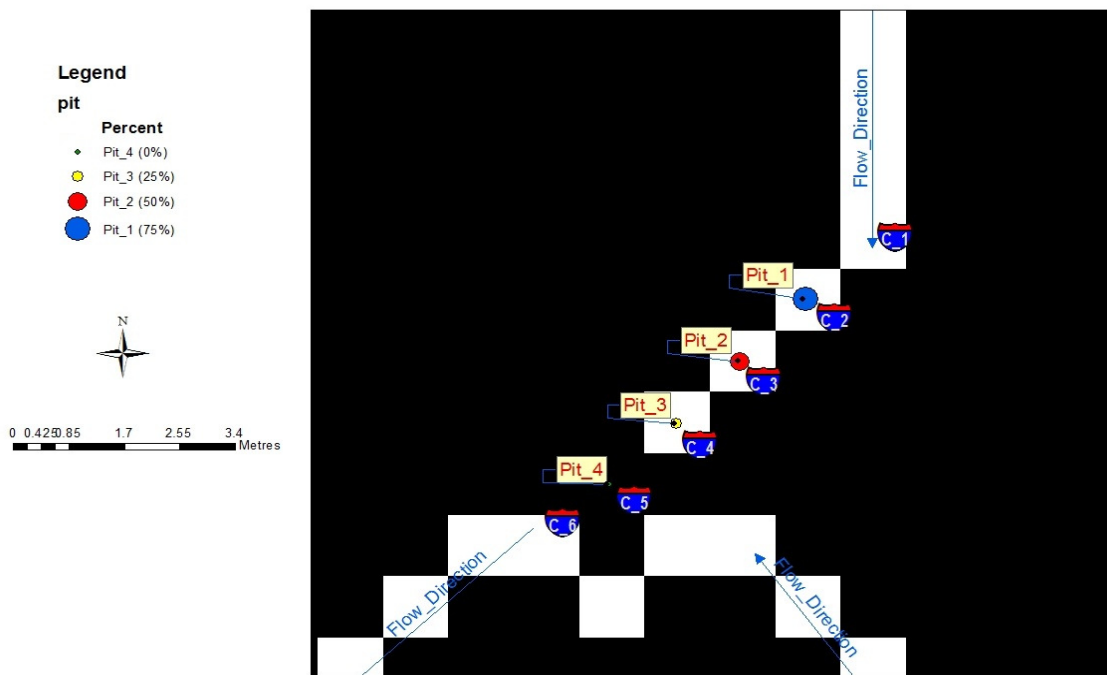 Legend
pit
Percent
Pit_4 (0%)
Pit_3 (25%)
Pit_2 (50%)
Pit_1 (75%)
N
0 0.425 0.85 1.7 2.55 3.4
Metres
Flow_Direction
C_1
Pit_1
C_2
Pit_2
C_3
Pit_3
C_4
Pit_4
C_5
C_6
Flow_Direction
Flow_Direction